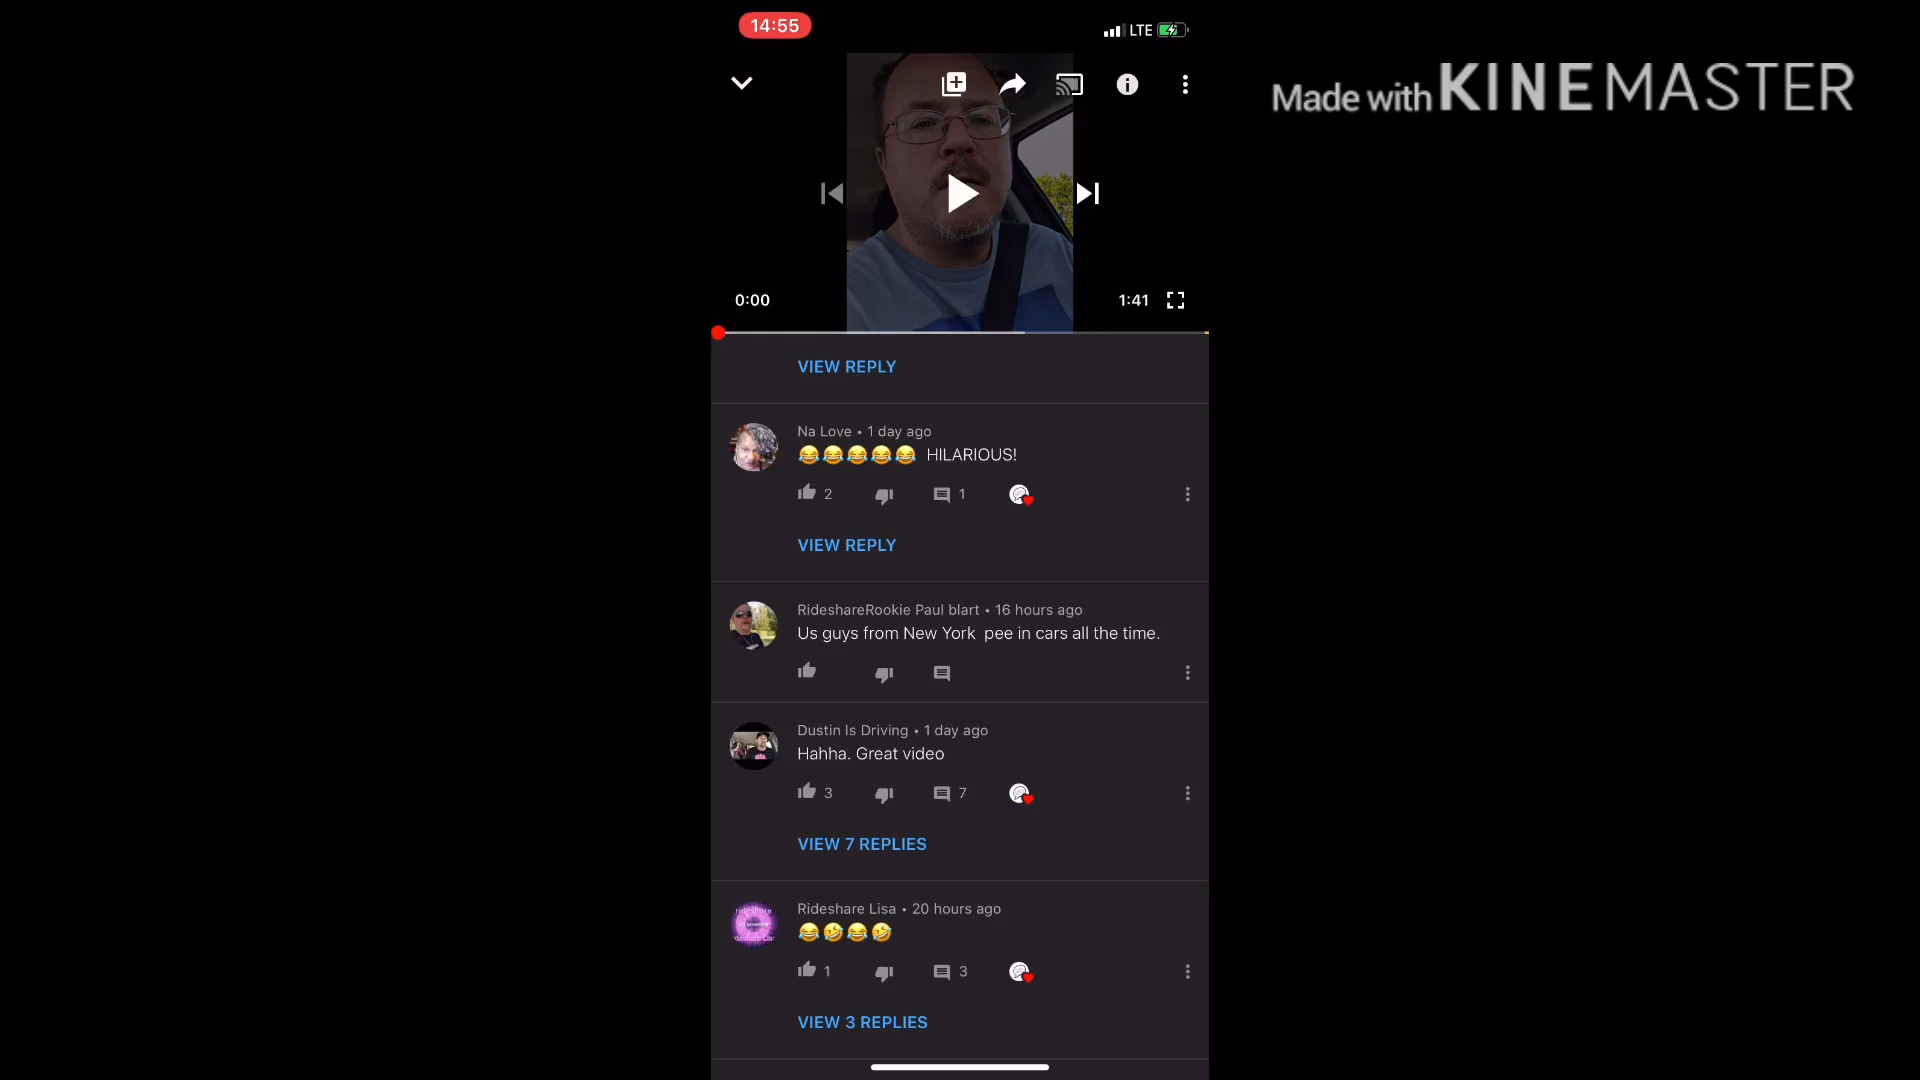 14:55
LTE
Made with KINEMASTER
0:00
1:41
VIEW REPLY
Na Love • 1 day ago
😂😂😂😂😂 HILARIOUS!
2
1
VIEW REPLY
RideshareRookie Paul blart • 16 hours ago
Us guys from New York  pee in cars all the time.
Dustin Is Driving • 1 day ago
Hahha. Great video
3
7
VIEW 7 REPLIES
Rideshare Lisa • 20 hours ago
😂🤣😂🤣
1
3
VIEW 3 REPLIES